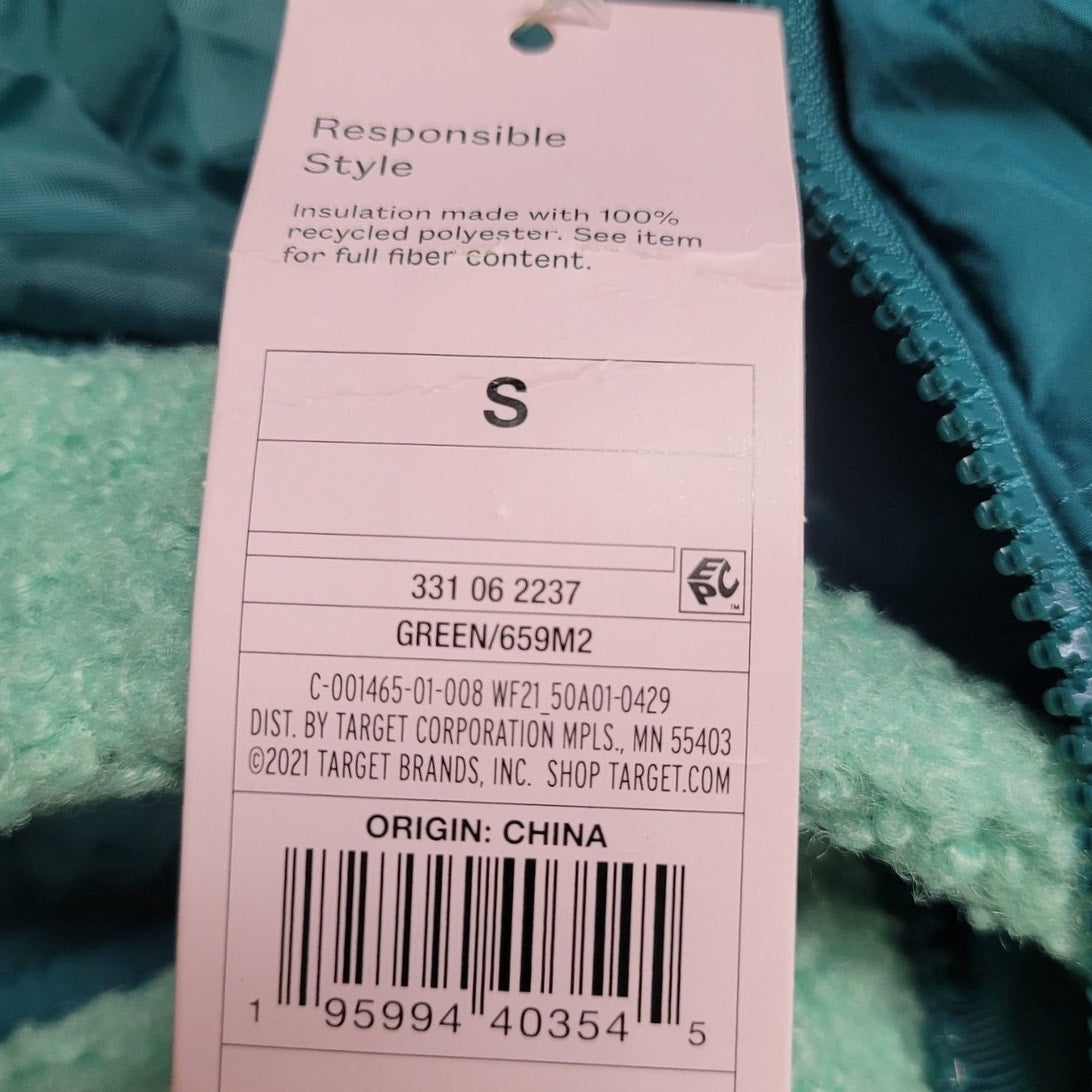 Responsible
Style
Insulation made with 100%
recycled polyester. See item
for full fiber content.
S
EPC
TM
331 06 2237
GREEN/659M2
C-001465-01-008 WF21_50A01-0429
DIST. BY TARGET CORPORATION MPLS., MN 55403
©2021 TARGET BRANDS, INC. SHOP TARGET.COM
ORIGIN: CHINA
1 95994 40354 5